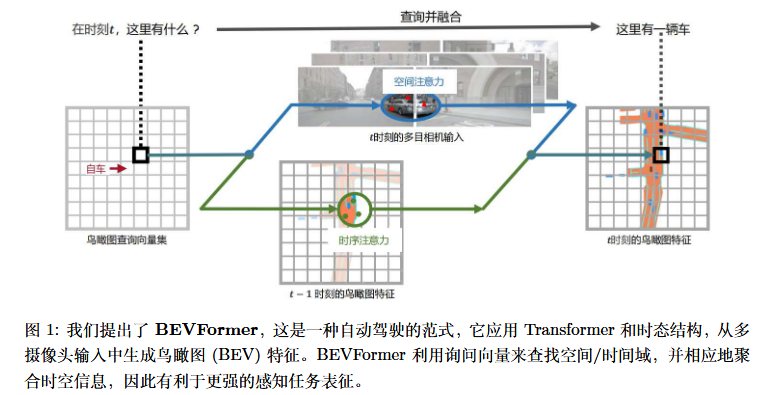 查询并融合
在时刻t，这里有什么？
这里有一辆车
空间注意力
t时刻的多目相机输入
自车
时序注意力
鸟瞰图查询向量集
t时刻的鸟瞰图特征
t − 1 时刻的鸟瞰图特征
图 1: 我们提出了 BEVFormer，这是一种自动驾驶的范式，它应用 Transformer 和时态结构，从多
摄像头输入中生成鸟瞰图 (BEV) 特征。BEVFormer 利用询问向量来查找空间/时间域，并相应地聚
合时空信息，因此有利于更强的感知任务表征。